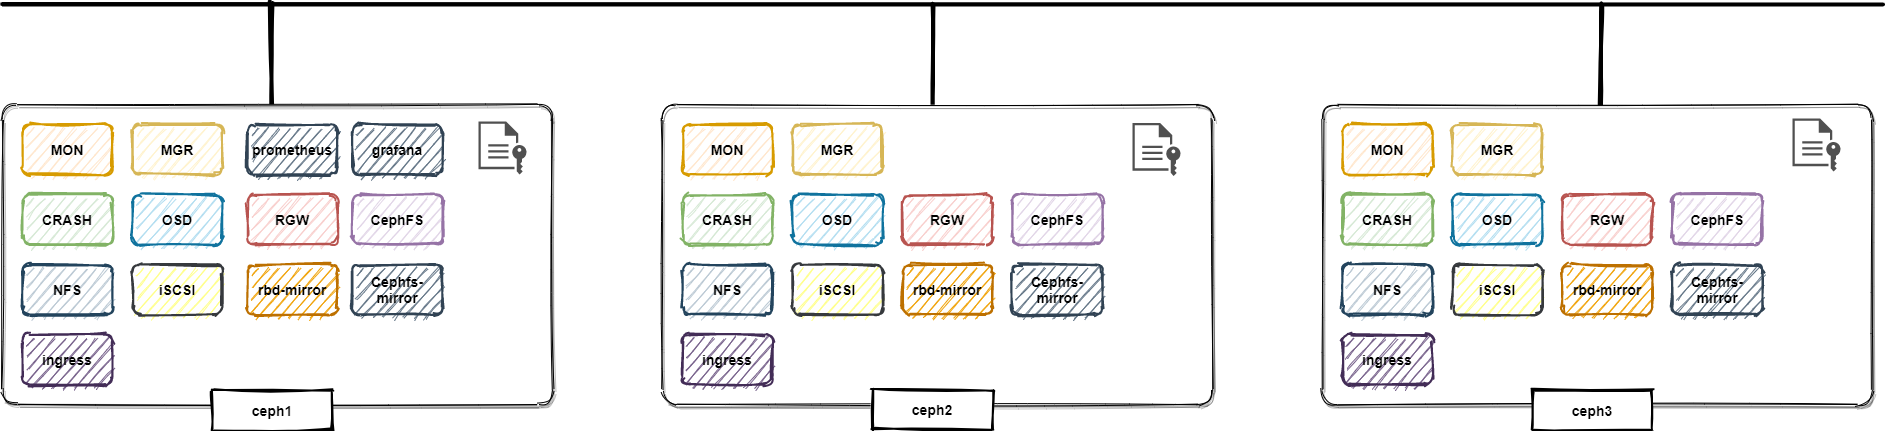 MON MGR prometheus grafana
CRASH OSD RGW CephFS
NFS iSCSI rbd-mirror Cephfs-
mirror
ingress
ceph1
MON MGR
CRASH OSD RGW CephFS
NFS iSCSI rbd-mirror Cephfs-
mirror
ingress
ceph2
MON MGR
CRASH OSD RGW CephFS
NFS iSCSI rbd-mirror Cephfs-
mirror
ingress
ceph3